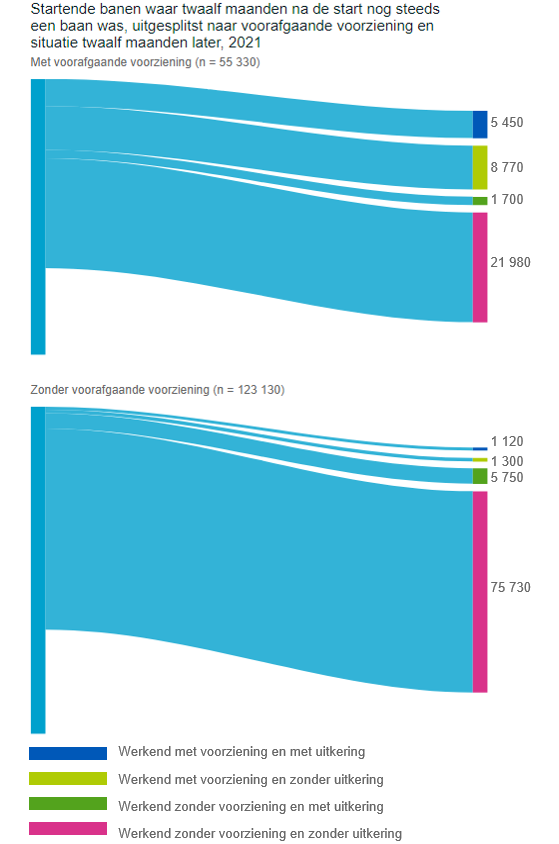 Startende banen waar twaalf maanden na de start nog steeds
een baan was, uitgesplitst naar voorafgaande voorziening en
situatie twaalf maanden later, 2021
Met voorafgaande voorziening (n = 55 330)
5 450
8 770
1 700
21 980
Zonder voorafgaande voorziening (n = 123 130)
1 120
1 300
5 750
75 730
Werkend met voorziening en met uitkering
Werkend met voorziening en zonder uitkering
Werkend zonder voorziening en met uitkering
Werkend zonder voorziening en zonder uitkering